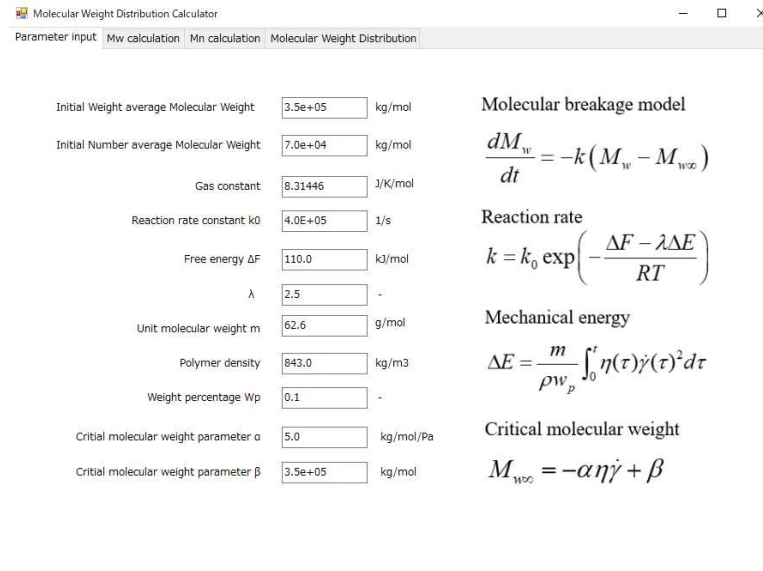 Molecular Weight Distribution Calculator
Parameter input Mw calculation Mn calculation Molecular Weight Distribution
Initial Weight average Molecular Weight 3.5e+05 kg/mol
Initial Number average Molecular Weight 7.0e+04 kg/mol
Gas constant 8.31446 J/K/mol
Reaction rate constant k0 4.0E+05 1/s
Free energy ΔF 110.0 kJ/mol
λ 2.5 -
Unit molecular weight m 62.6 g/mol
Polymer density 843.0 kg/m3
Weight percentage Wp 0.1 -
Critial molecular weight parameter α 5.0 kg/mol/Pa
Critial molecular weight parameter β 3.5e+05 kg/mol
Molecular breakage model
dM_w/dt = -k(M_w - M_w∞)
Reaction rate
k = k_0 exp(-(ΔF - λΔE)/RT)
Mechanical energy
ΔE = m/(ρw_p) ∫_0^t η(τ)γ̇(τ)^2dτ
Critical molecular weight
M_w∞ = -αηγ̇ + β